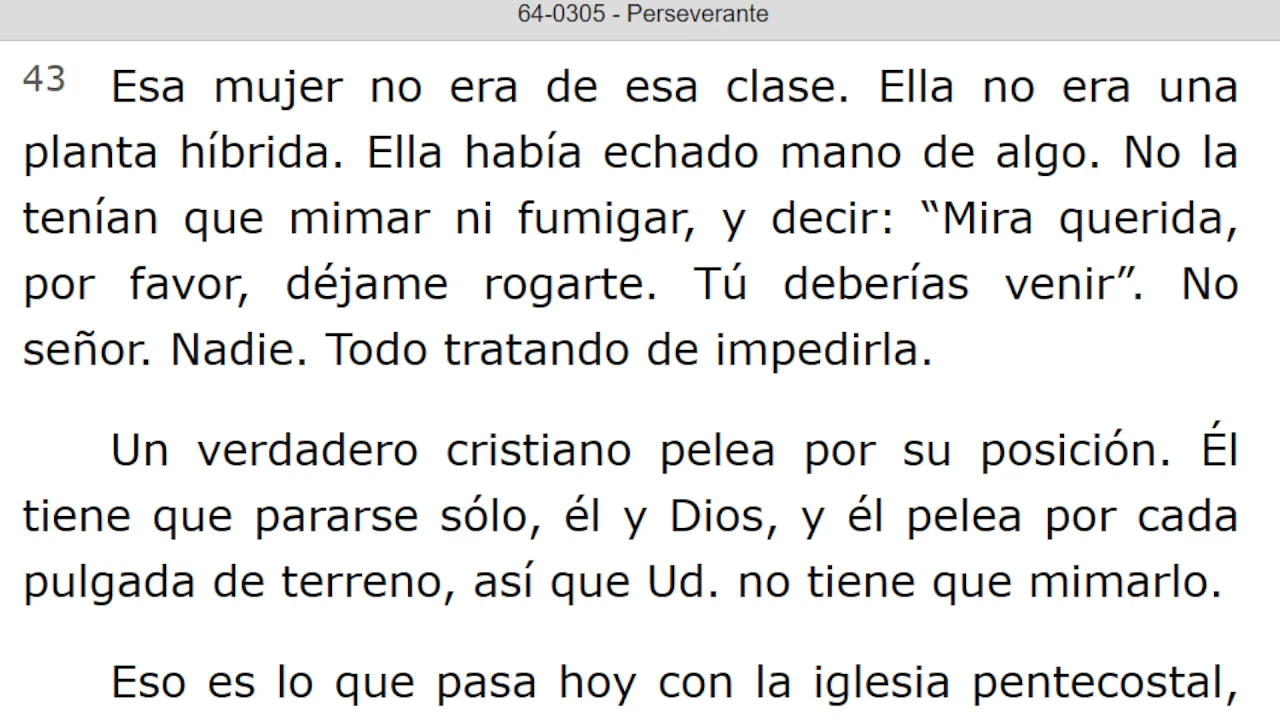 64-0305 - Perseverante
43 Esa mujer no era de esa clase. Ella no era una
planta híbrida. Ella había echado mano de algo. No la
tenían que mimar ni fumigar, y decir: “Mira querida,
por favor, déjame rogarte. Tú deberías venir”. No
señor. Nadie. Todo tratando de impedirla.
Un verdadero cristiano pelea por su posición. Él
tiene que pararse sólo, él y Dios, y él pelea por cada
pulgada de terreno, así que Ud. no tiene que mimarlo.
Eso es lo que pasa hoy con la iglesia pentecostal,